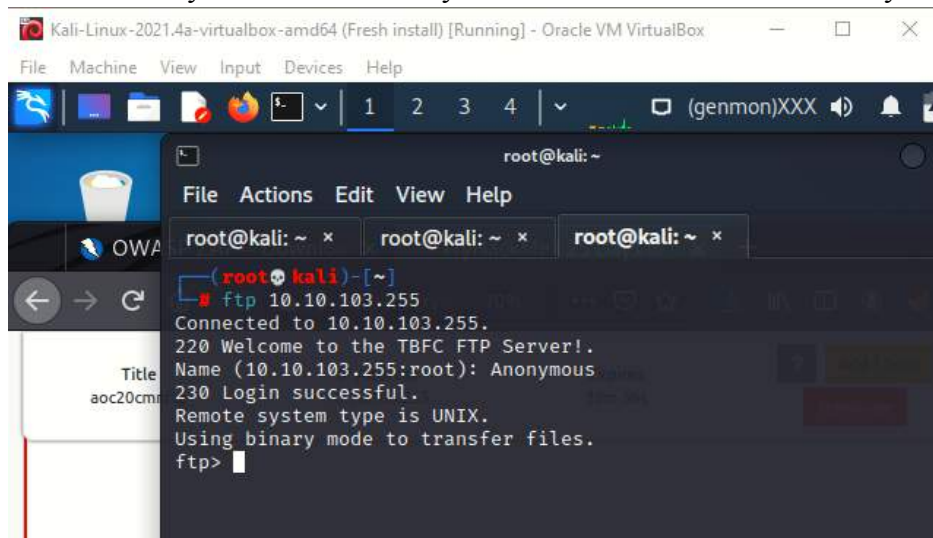 Kali-Linux-2021.4a-virtualbox-amd64 (Fresh install) [Running] - Oracle VM VirtualBox
File Machine View Input Devices Help
1 2 3 4 (genmon)XXX
root@kali: ~
File Actions Edit View Help
root@kali: ~ × root@kali: ~ × root@kali: ~ ×
OWA
(root💀kali)-[~]
# ftp 10.10.103.255
Connected to 10.10.103.255.
220 Welcome to the TBFC FTP Server!.
Name (10.10.103.255:root): Anonymous
230 Login successful.
Remote system type is UNIX.
Using binary mode to transfer files.
ftp>
Title